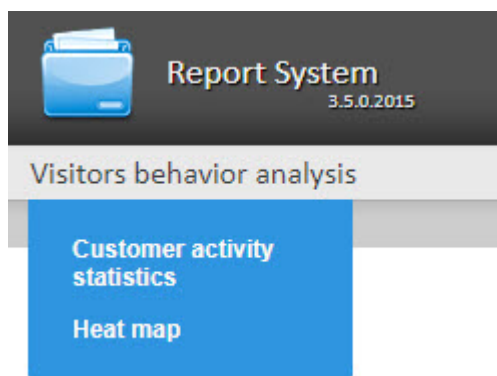 Report System
3.5.0.2015
Visitors behavior analysis
Customer activity
statistics
Heat map